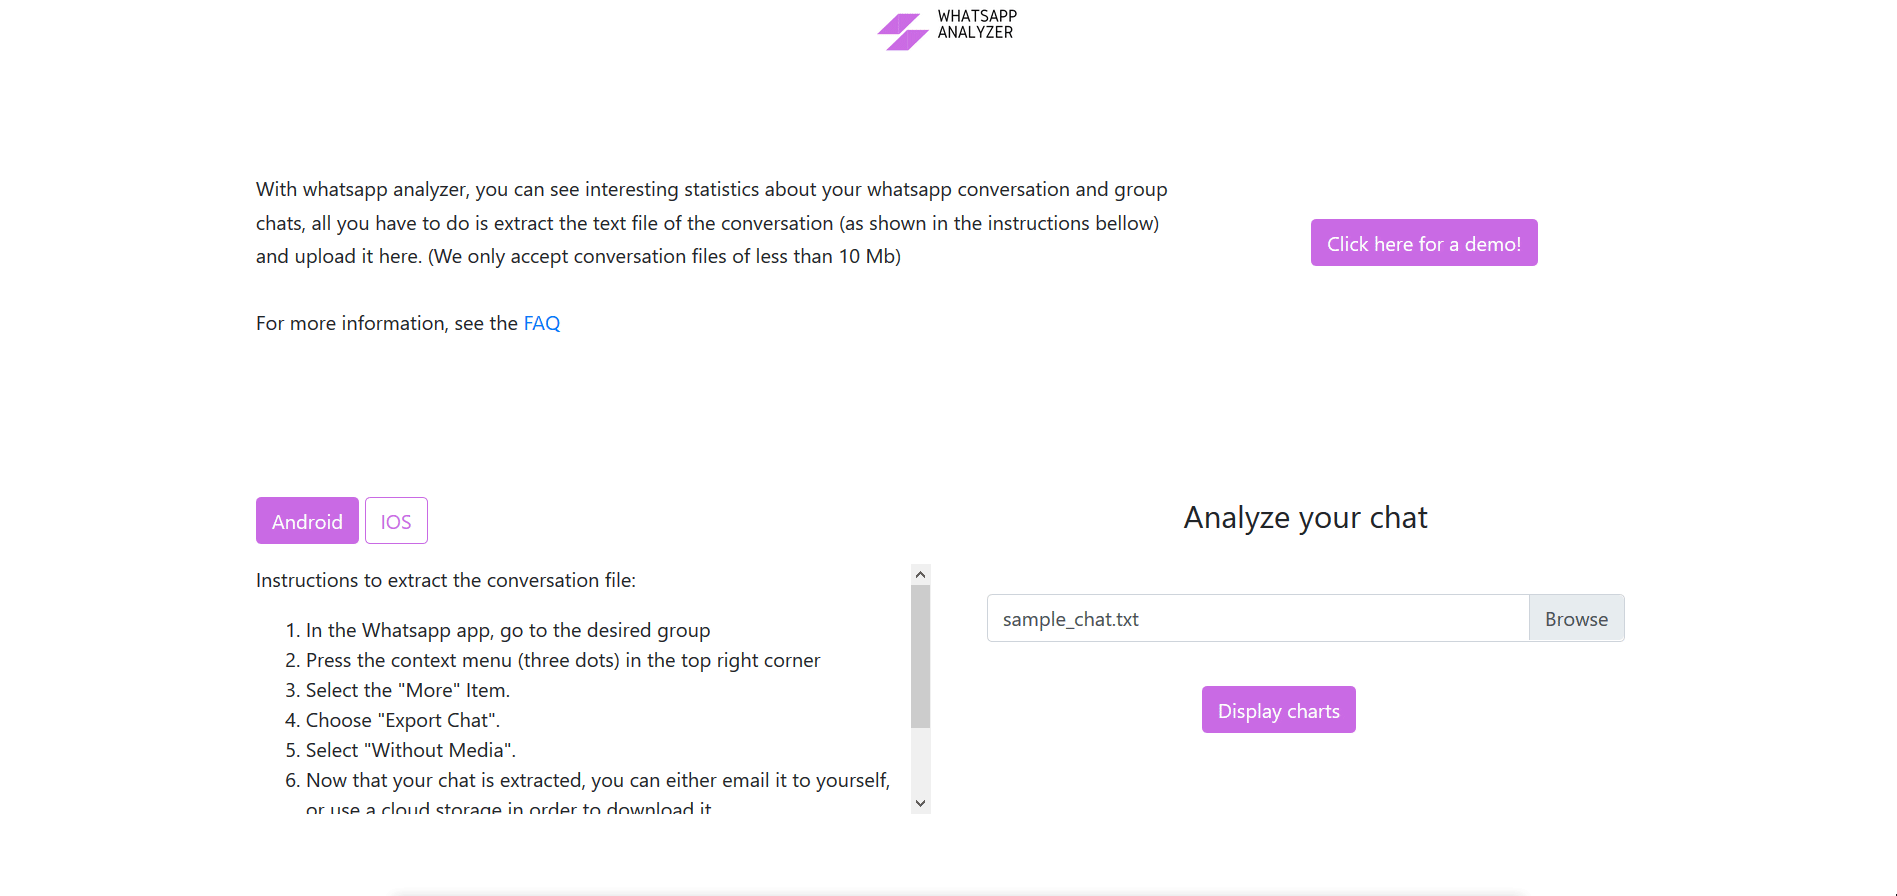 WHATSAPP
ANALYZER
With whatsapp analyzer, you can see interesting statistics about your whatsapp conversation and group
chats, all you have to do is extract the text file of the conversation (as shown in the instructions bellow)
and upload it here. (We only accept conversation files of less than 10 Mb)
Click here for a demo!
For more information, see the FAQ
Android
IOS
Instructions to extract the conversation file:
1. In the Whatsapp app, go to the desired group
2. Press the context menu (three dots) in the top right corner
3. Select the "More" Item.
4. Choose "Export Chat".
5. Select "Without Media".
6. Now that your chat is extracted, you can either email it to yourself,
or use a cloud storage in order to download it
Analyze your chat
sample_chat.txt
Browse
Display charts